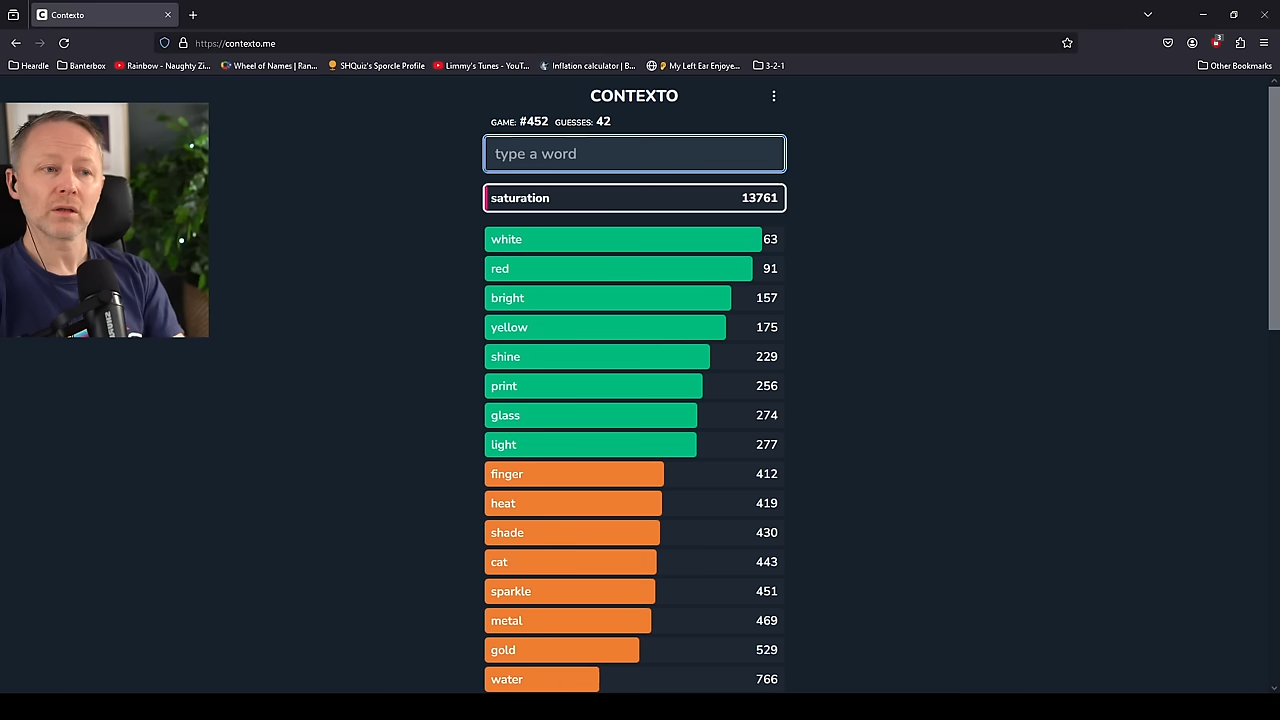 Contexto
https://contexto.me
3
Heardle
Banterbox
Rainbow - Naughty Zi...
Wheel of Names | Ran...
SHQuiz's Sporcle Profile
Limmy's Tunes - YouT...
Inflation calculator | B...
My Left Ear Enjoye...
3-2-1
Other Bookmarks
CONTEXTO
GAME: #452 GUESSES: 42
type a word
saturation 13761
white 63
red 91
bright 157
yellow 175
shine 229
print 256
glass 274
light 277
finger 412
heat 419
shade 430
cat 443
sparkle 451
metal 469
gold 529
water 766